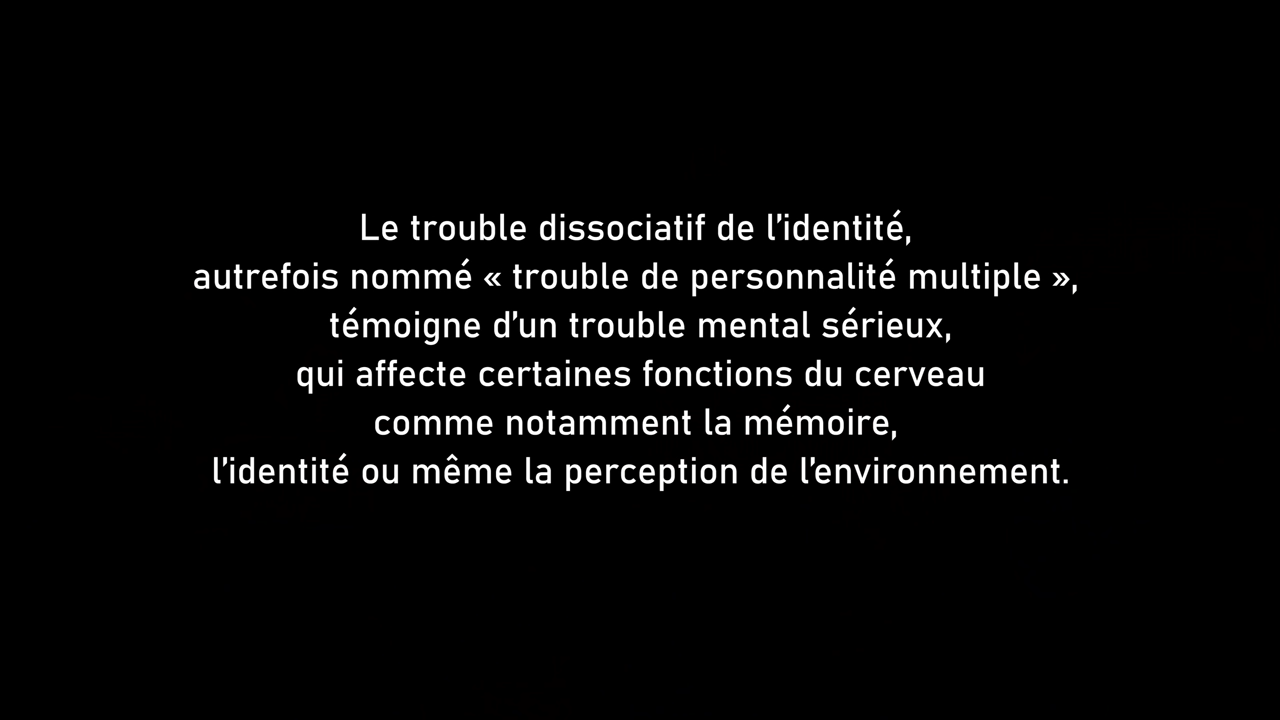 Le trouble dissociatif de l’identité,
autrefois nommé « trouble de personnalité multiple »,
témoigne d’un trouble mental sérieux,
qui affecte certaines fonctions du cerveau
comme notamment la mémoire,
l’identité ou même la perception de l’environnement.